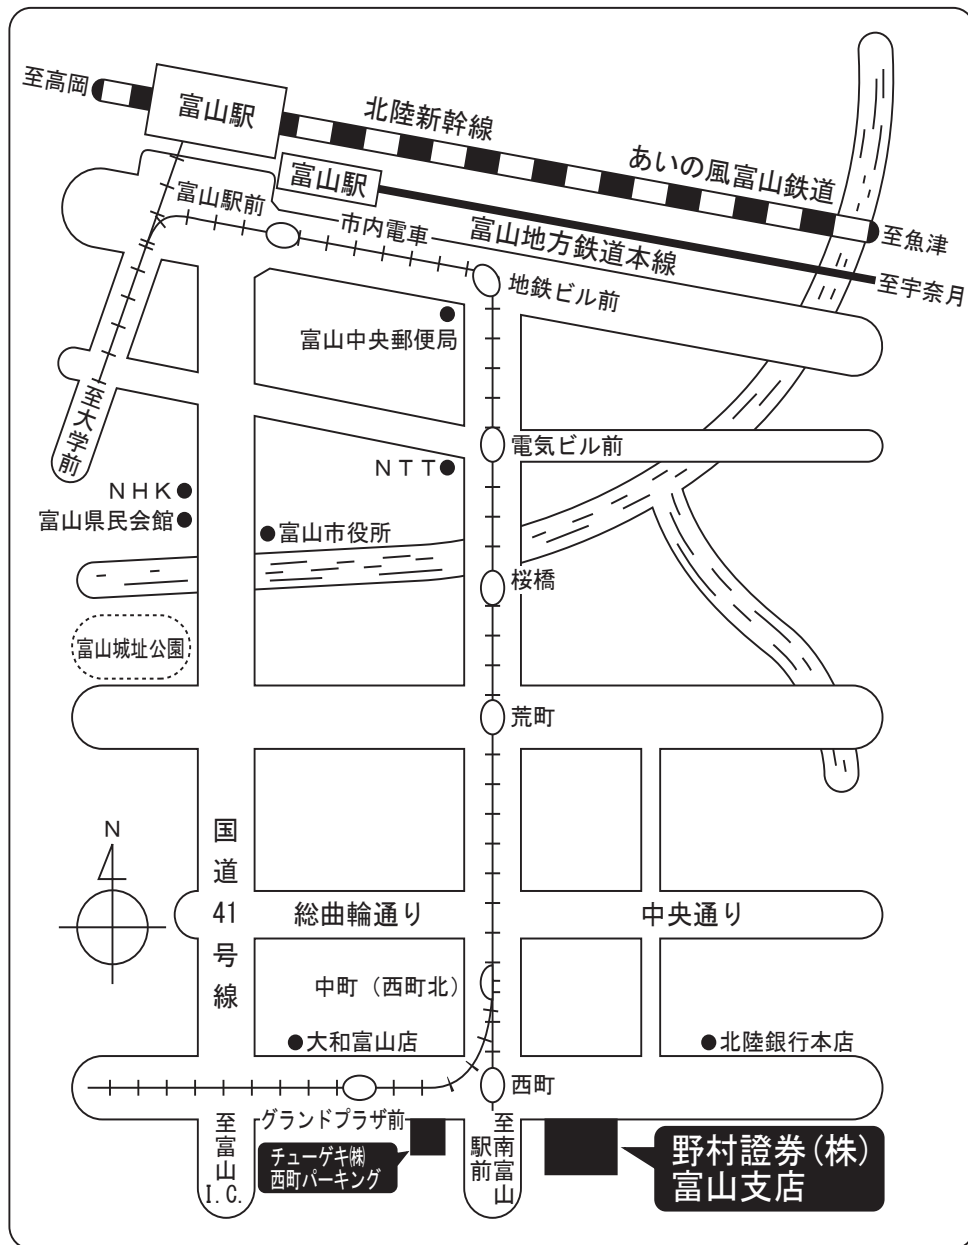 至高岡
富山駅
北陸新幹線
あいの風富山鉄道
富山駅
富山駅前
市内電車
富山地方鉄道本線
至魚津
至宇奈月
地鉄ビル前
富山中央郵便局
至大学前
電気ビル前
NTT
NHK
富山県民会館
富山市役所
桜橋
富山城址公園
荒町
N
国道41号線
総曲輪通り
中央通り
中町（西町北）
大和富山店
北陸銀行本店
西町
グランドプラザ前
至富山I.C.
チューゲキ㈱
西町パーキング
至南富山
駅前
野村證券(株)
富山支店